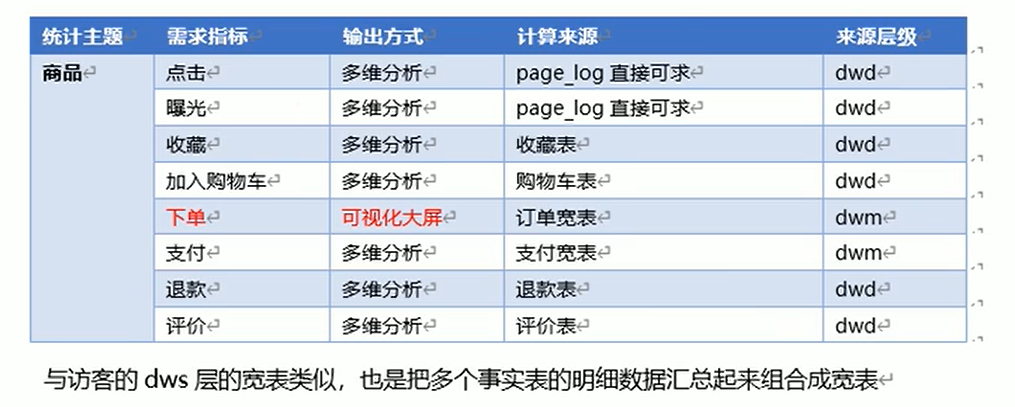 统计主题 需求指标 输出方式 计算来源 来源层级
商品 点击 多维分析 page_log 直接可求 dwd
曝光 多维分析 page_log 直接可求 dwd
收藏 多维分析 收藏表 dwd
加入购物车 多维分析 购物车表 dwd
下单 可视化大屏 订单宽表 dwm
支付 多维分析 支付宽表 dwm
退款 多维分析 退款表 dwd
评价 多维分析 评价表 dwd
与访客的 dws 层的宽表类似，也是把多个事实表的明细数据汇总起来组合成宽表